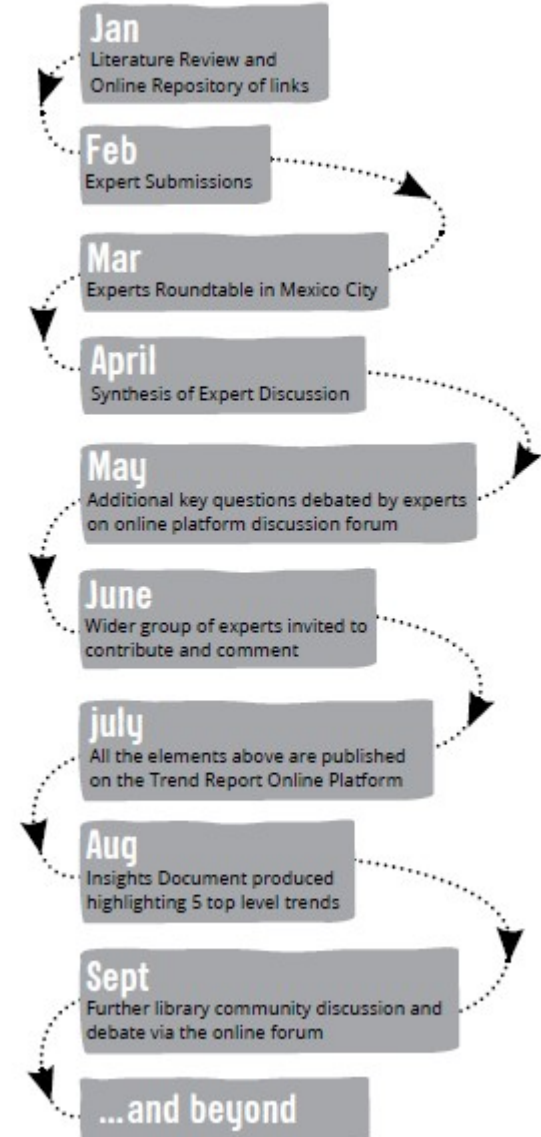 Jan
Literature Review and
Online Repository of links
Feb
Expert Submissions
Mar
Experts Roundtable in Mexico City
April
Synthesis of Expert Discussion
May
Additional key questions debated by experts
on online platform discussion forum
June
Wider group of experts invited to
contribute and comment
july
All the elements above are published
on the Trend Report Online Platform
Aug
Insights Document produced
highlighting 5 top level trends
Sept
Further library community discussion and
debate via the online forum
...and beyond